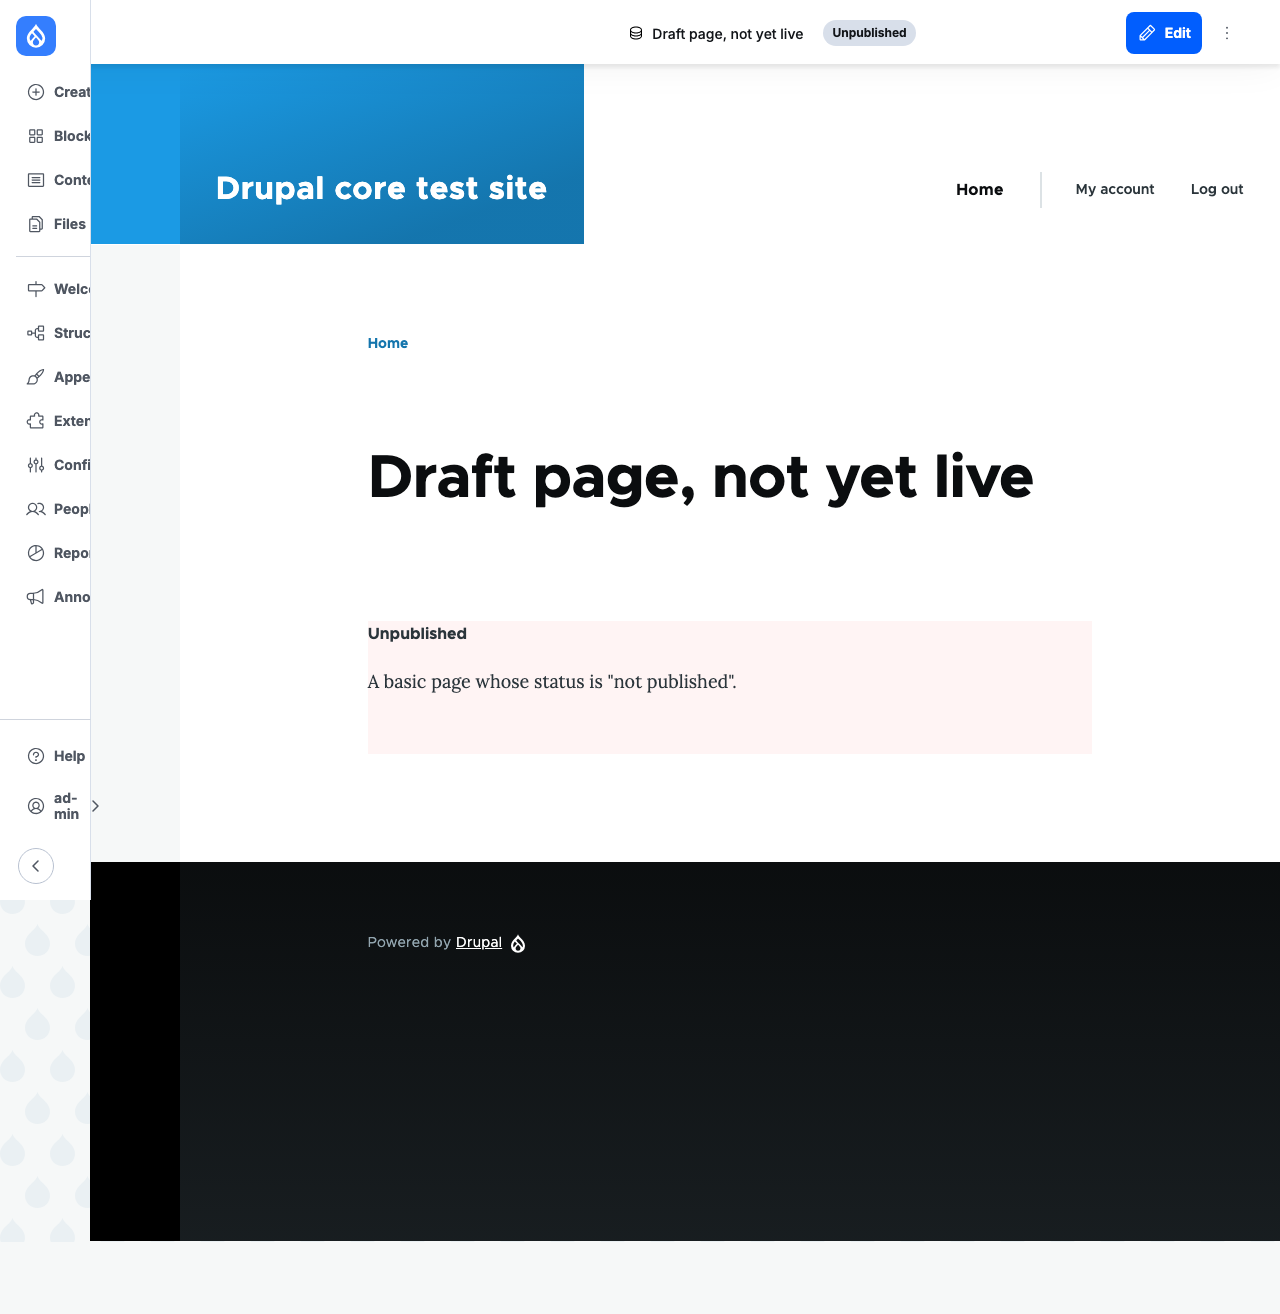 Draft page, not yet live
Unpublished
Edit
Creat
Block
Conte
Files
Welc
Struc
Appe
Exter
Confi
Peopl
Repo
Anno
Help
ad-
min
Drupal core test site
Home
My account
Log out
Home
Draft page, not yet live
Unpublished
A basic page whose status is "not published".
Powered by Drupal